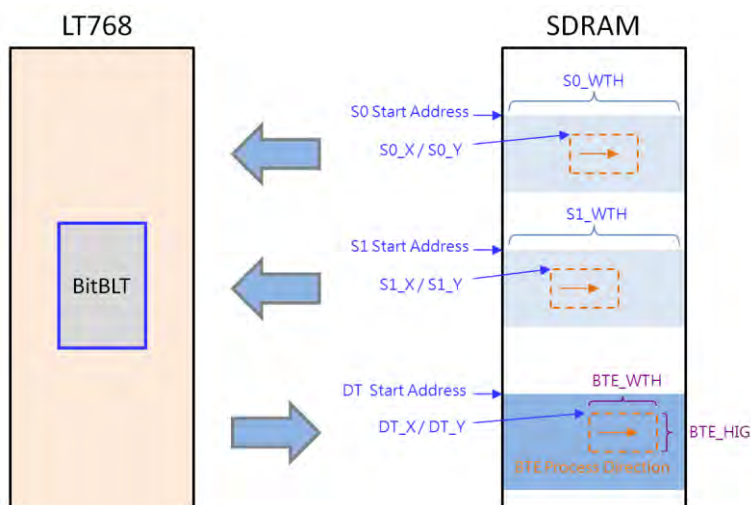 LT768
SDRAM
S0_WTH
S0 Start Address
S0_X / S0_Y
S1_WTH
S1 Start Address
S1_X / S1_Y
BitBLT
DT Start Address
BTE_WTH
DT_X / DT_Y
BTE_HIG
BTE Process Direction